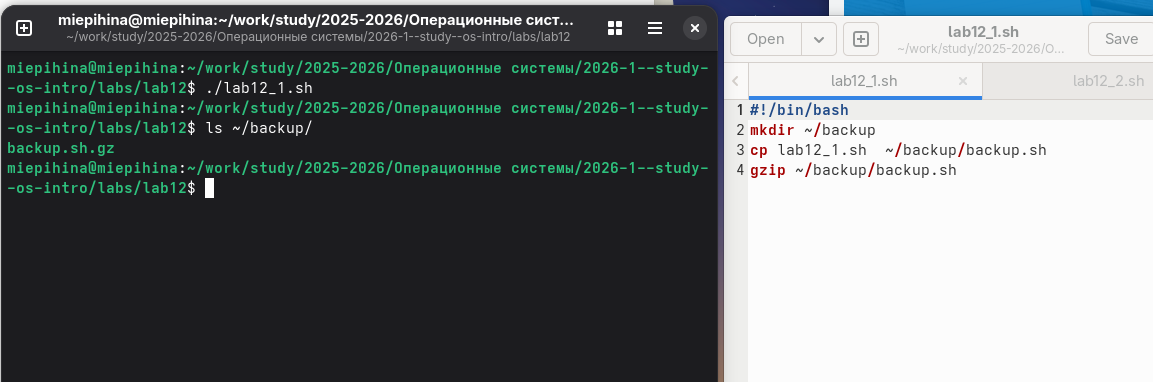 miepihina@miepihina:~/work/study/2025-2026/Операционные сист...
~/work/study/2025-2026/Операционные системы/2026-1--study--os-intro/labs/lab12
miepihina@miepihina:~/work/study/2025-2026/Операционные системы/2026-1--study-
-os-intro/labs/lab12$ ./lab12_1.sh
miepihina@miepihina:~/work/study/2025-2026/Операционные системы/2026-1--study-
-os-intro/labs/lab12$ ls ~/backup/
backup.sh.gz
miepihina@miepihina:~/work/study/2025-2026/Операционные системы/2026-1--study-
-os-intro/labs/lab12$
Open
lab12_1.sh
~/work/study/2025-2026/О...
Save
lab12_1.sh
lab12_2.sh
1 #!/bin/bash
2 mkdir ~/backup
3 cp lab12_1.sh  ~/backup/backup.sh
4 gzip ~/backup/backup.sh